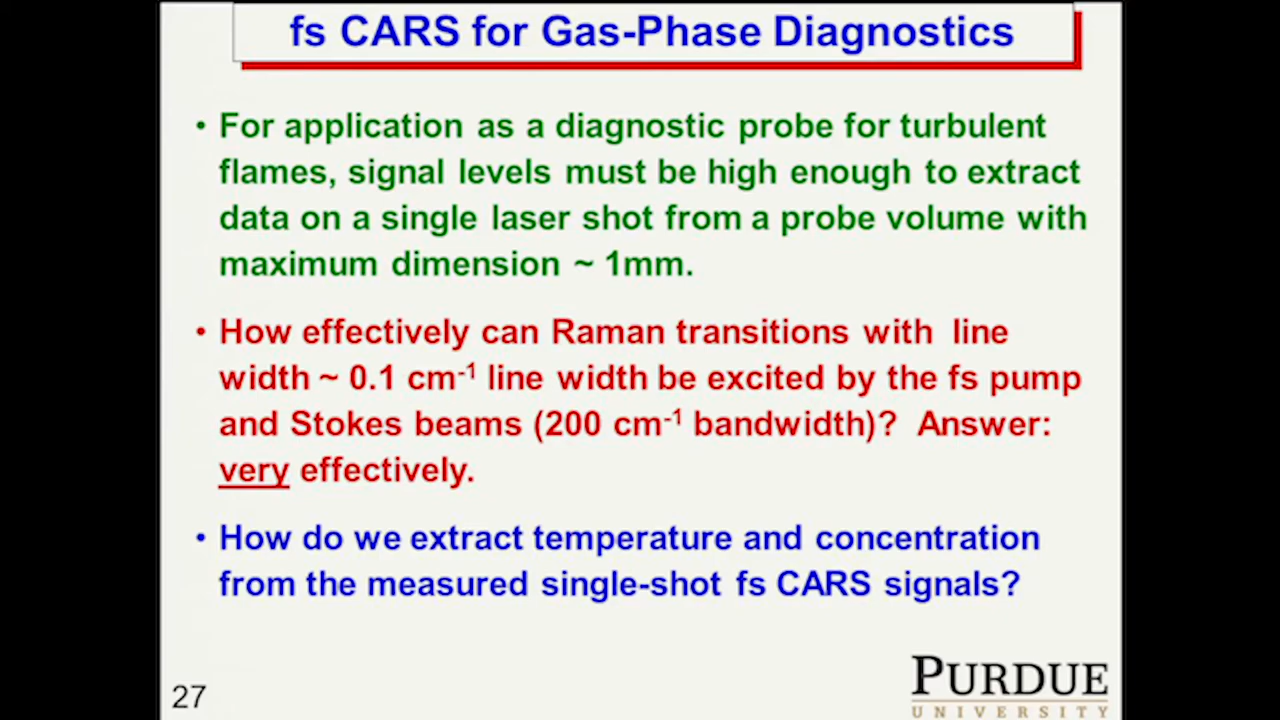 fs CARS for Gas-Phase Diagnostics
• For application as a diagnostic probe for turbulent
flames, signal levels must be high enough to extract
data on a single laser shot from a probe volume with
maximum dimension ~ 1mm.
• How effectively can Raman transitions with line
width ~ 0.1 cm⁻¹ line width be excited by the fs pump
and Stokes beams (200 cm⁻¹ bandwidth)? Answer:
very effectively.
• How do we extract temperature and concentration
from the measured single-shot fs CARS signals?
27
PURDUE
UNIVERSITY